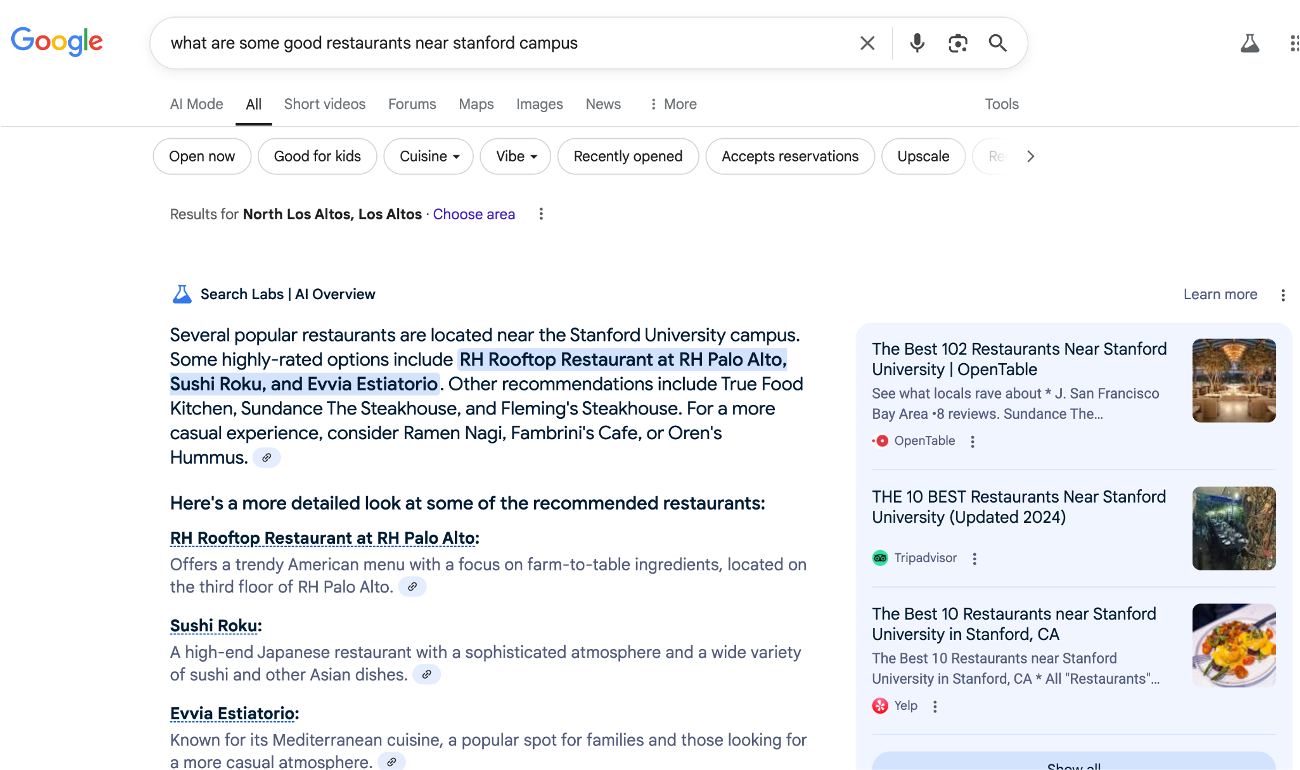 Google
what are some good restaurants near stanford campus
AI Mode All Short videos Forums Maps Images News More Tools
Open now Good for kids Cuisine Vibe Recently opened Accepts reservations Upscale Re
Results for North Los Altos, Los Altos · Choose area
Search Labs | AI Overview
Learn more
Several popular restaurants are located near the Stanford University campus.
Some highly-rated options include RH Rooftop Restaurant at RH Palo Alto,
Sushi Roku, and Evvia Estiatorio. Other recommendations include True Food
Kitchen, Sundance The Steakhouse, and Fleming's Steakhouse. For a more
casual experience, consider Ramen Nagi, Fambrini's Cafe, or Oren's
Hummus.
Here's a more detailed look at some of the recommended restaurants:
RH Rooftop Restaurant at RH Palo Alto:
Offers a trendy American menu with a focus on farm-to-table ingredients, located on
the third floor of RH Palo Alto.
Sushi Roku:
A high-end Japanese restaurant with a sophisticated atmosphere and a wide variety
of sushi and other Asian dishes.
Evvia Estiatorio:
Known for its Mediterranean cuisine, a popular spot for families and those looking for
a more casual atmosphere.
The Best 102 Restaurants Near Stanford
University | OpenTable
See what locals rave about * J. San Francisco
Bay Area •8 reviews. Sundance The...
OpenTable
THE 10 BEST Restaurants Near Stanford
University (Updated 2024)
Tripadvisor
The Best 10 Restaurants near Stanford
University in Stanford, CA
The Best 10 Restaurants near Stanford
University in Stanford, CA * All "Restaurants"...
Yelp
Show all